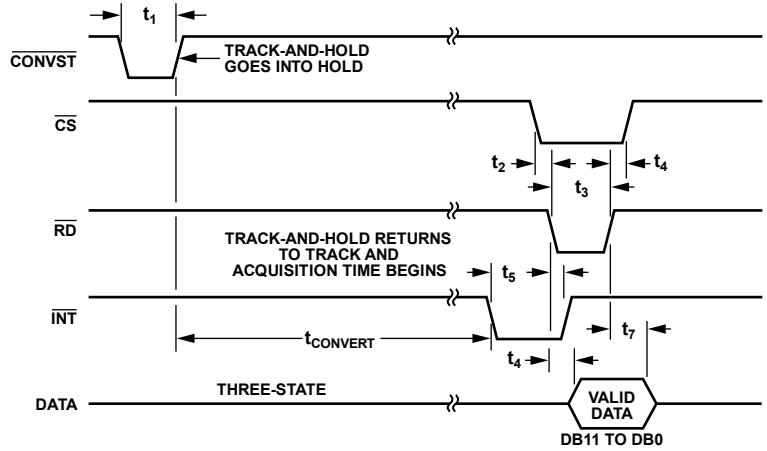 t1
CONVST
TRACK-AND-HOLD
GOES INTO HOLD
CS
t2
t3
t4
RD
TRACK-AND-HOLD RETURNS
TO TRACK AND
ACQUISITION TIME BEGINS
t5
INT
tCONVERT
t4
t7
DATA
THREE-STATE
VALID
DATA
DB11 TO DB0